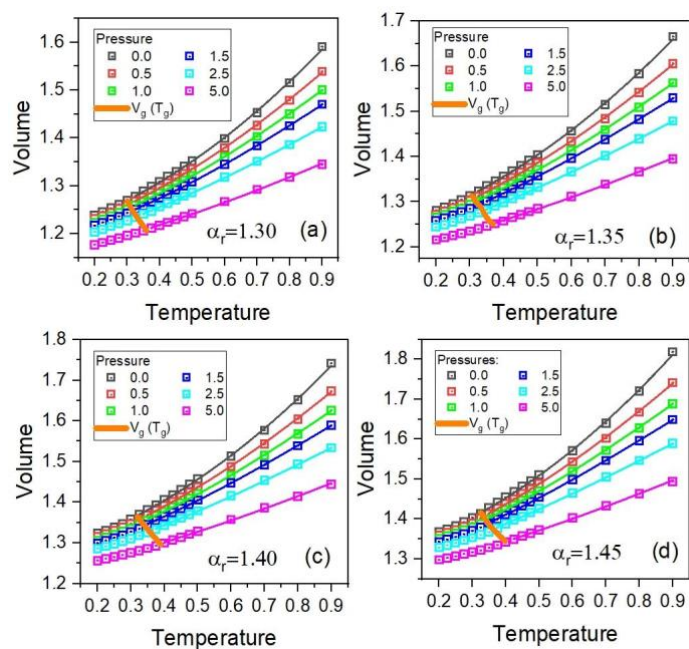 Pressure
0.0 1.5
0.5 2.5
1.0 5.0
Vg (Tg)
1.6
1.5
1.4
1.3
1.2
Volume
αr=1.30 (a)
0.2 0.3 0.4 0.5 0.6 0.7 0.8 0.9
Temperature
Pressure
0.0 1.5
0.5 2.5
1.0 5.0
Vg (Tg)
1.7
1.6
1.5
1.4
1.3
1.2
Volume
αr=1.35 (b)
0.2 0.3 0.4 0.5 0.6 0.7 0.8 0.9
Temperature
Pressure
0.0 1.5
0.5 2.5
1.0 5.0
Vg (Tg)
1.8
1.7
1.6
1.5
1.4
1.3
1.2
Volume
αr=1.40 (c)
0.2 0.3 0.4 0.5 0.6 0.7 0.8 0.9
Temperature
Pressures:
0.0 1.5
0.5 2.5
1.0 5.0
Vg (Tg)
1.8
1.7
1.6
1.5
1.4
1.3
Volume
αr=1.45 (d)
0.2 0.3 0.4 0.5 0.6 0.7 0.8 0.9
Temperature